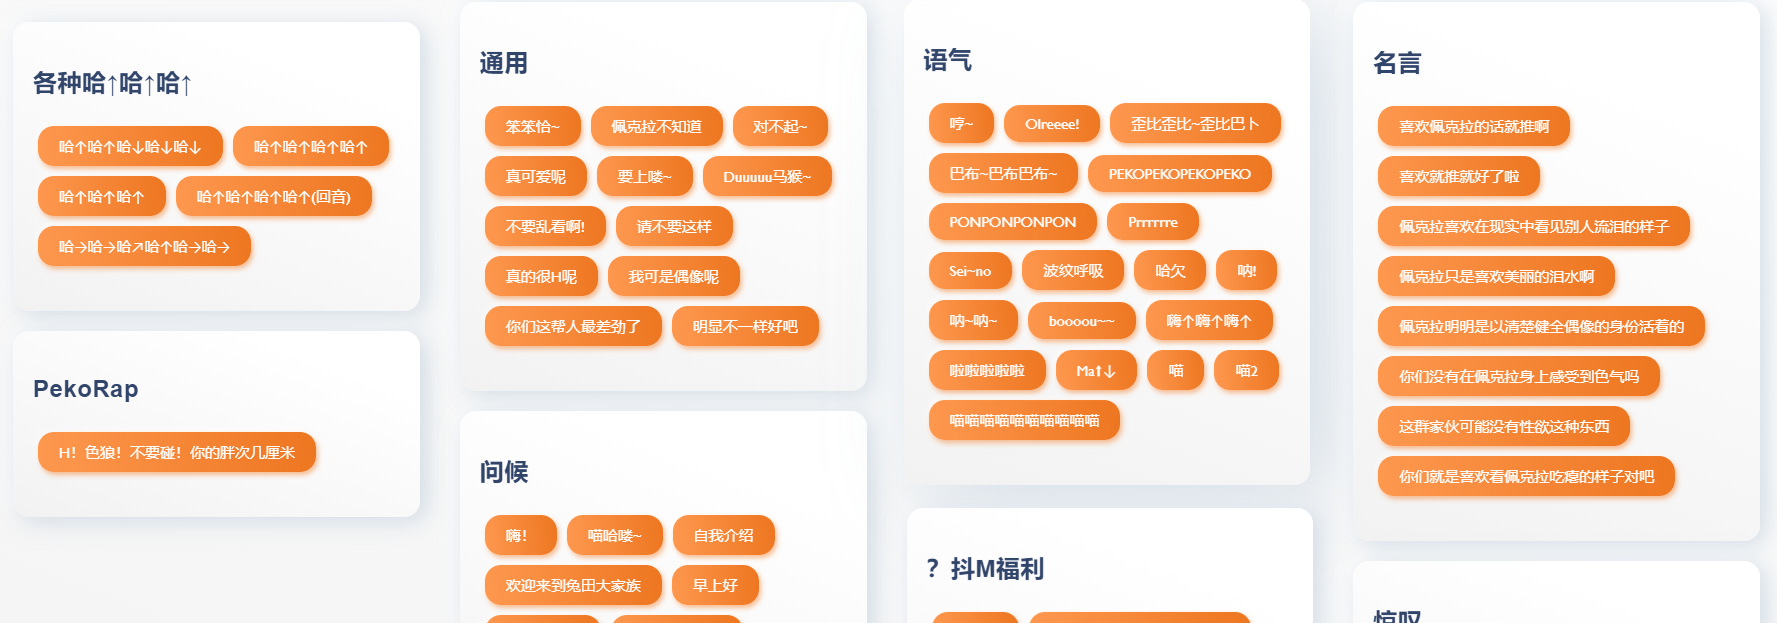 各种哈↑哈↑哈↑
哈↑哈个哈↓哈↓哈↓ 哈↑哈个哈个哈个
哈↑哈个哈个 哈↑哈个哈个哈个(回音)
哈→哈→哈↗哈个哈→哈→
PekoRap
H！色狼！不要碰！你的胖次几厘米
通用
笨笨恰~ 佩克拉不知道 对不起~
真可爱呢 要上喽~ Duuuuu马猴~
不要乱看啊! 请不要这样
真的很H呢 我可是偶像呢
你们这帮人最差劲了 明显不一样好吧
问候
嗨！ 喵哈喽~ 自我介绍
欢迎来到兔田大家族 早上好
语气
哼~ Olreeee! 歪比歪比~歪比巴卜
巴布~巴布巴布~ PEKOPEKOPEKOPEKO
PONPONPONPON Prrrrrre
Sei~no 波纹呼吸 哈欠 呐!
呐~呐~ boooou~~ 嗨个嗨个嗨个
啦啦啦啦啦 Ma↑↓ 喵 喵2
喵喵喵喵喵喵喵喵喵喵
？抖M福利
名言
喜欢佩克拉的话就推啊
喜欢就推就好了啦
佩克拉喜欢在现实中看见别人流泪的样子
佩克拉只是喜欢美丽的泪水啊
佩克拉明明是以清楚健全偶像的身份活着的
你们没有在佩克拉身上感受到色气吗
这群家伙可能没有性欲这种东西
你们就是喜欢看佩克拉吃瘪的样子对吧
惊叹